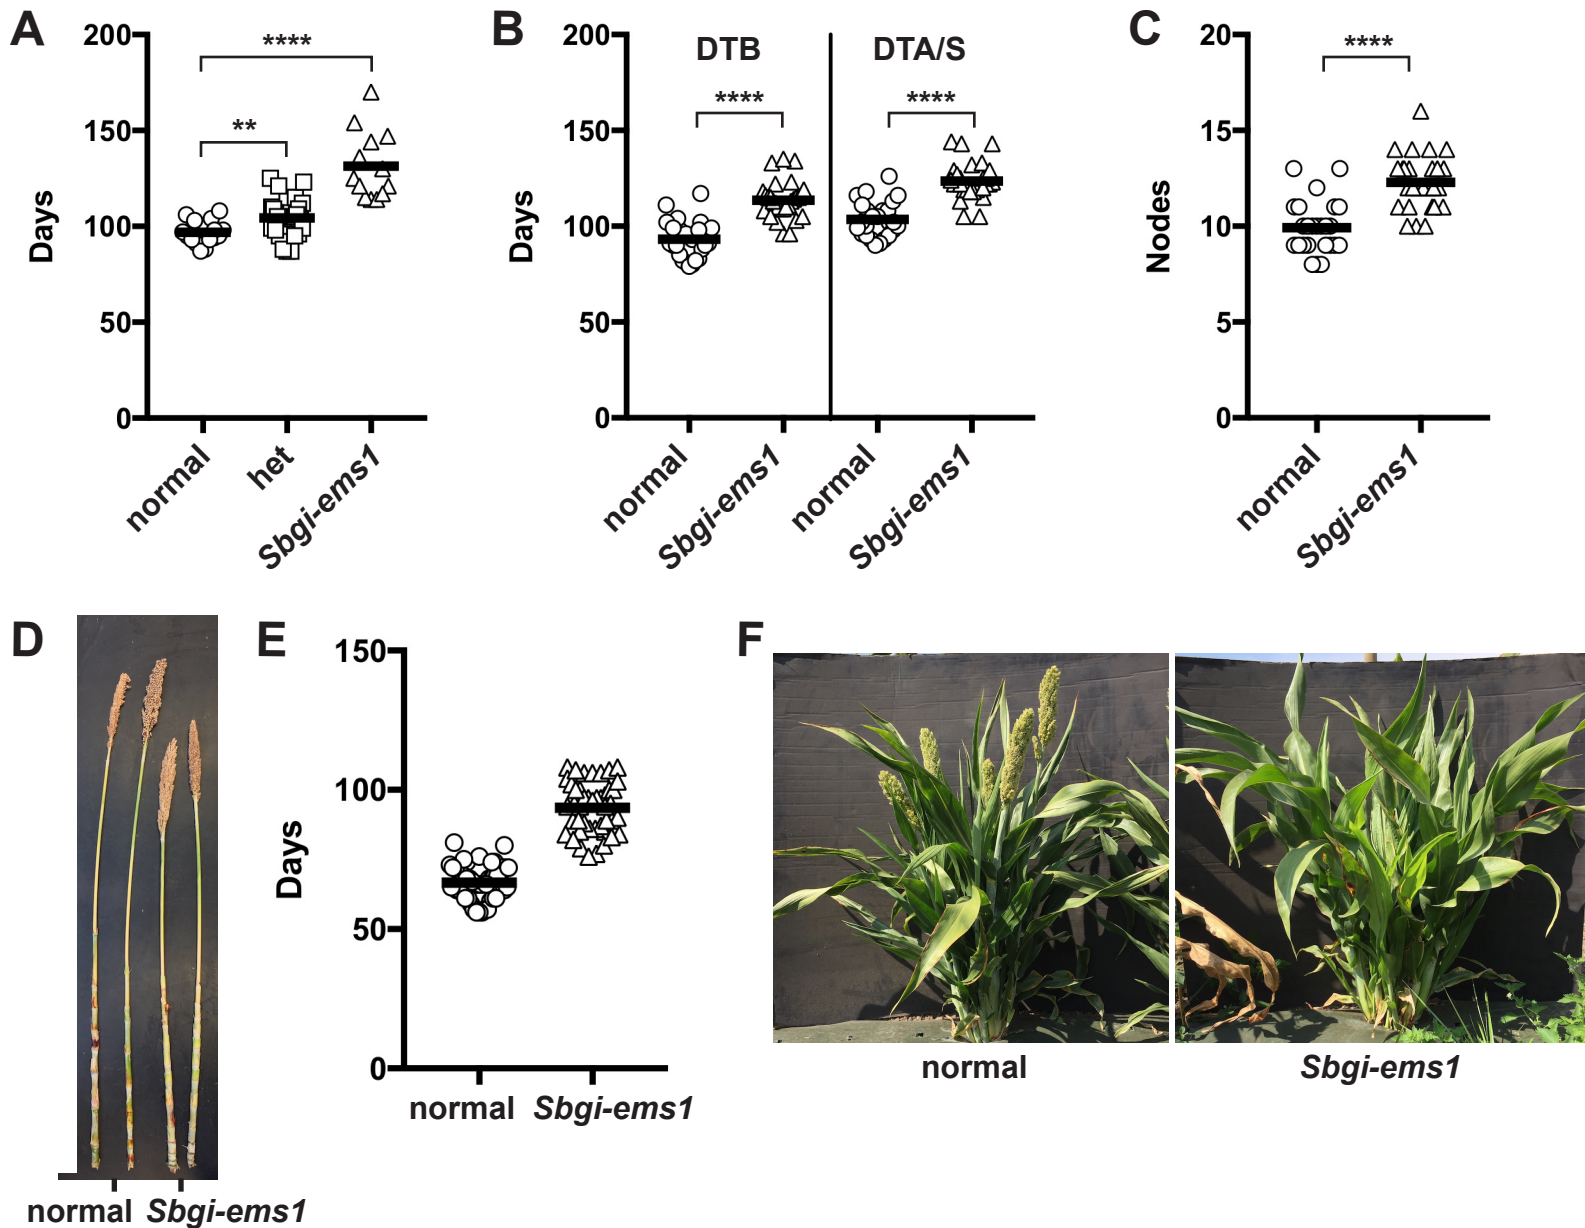 A
200
150
100
50
0
Days
****
**
normal
het
Sbgi-ems1
B
200
150
100
50
0
Days
DTB
DTA/S
****
****
normal
Sbgi-ems1
normal
Sbgi-ems1
C
20
15
10
5
0
Nodes
****
normal
Sbgi-ems1
D
normal Sbgi-ems1
E
150
100
50
0
Days
normal Sbgi-ems1
F
normal
Sbgi-ems1